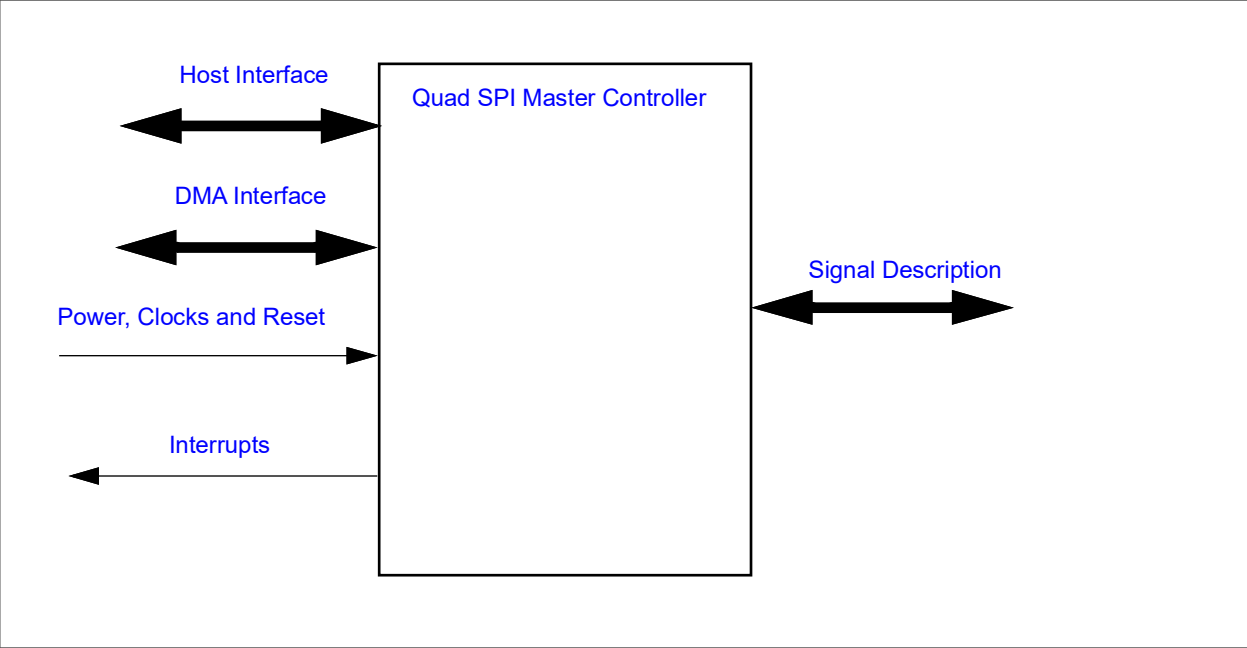 Host Interface
Quad SPI Master Controller
DMA Interface
Signal Description
Power, Clocks and Reset
Interrupts